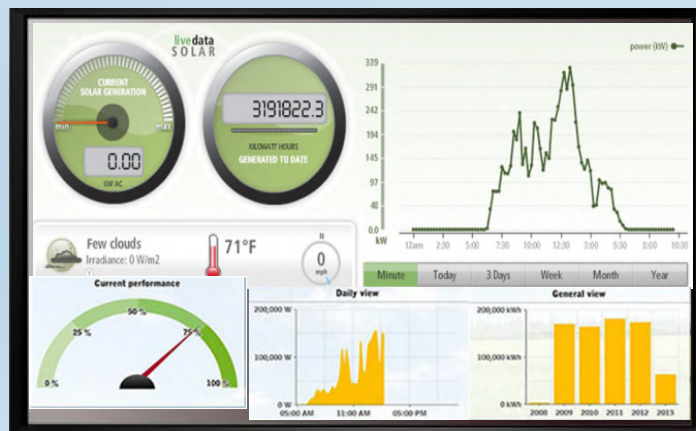 livedata
SOLAR
CURRENT
SOLAR GENERATION
min
max
0.00
KW AC
3191822.3
KILOWATT HOURS
GENERATED TO DATE
power (kW)
339
291
242
194
145
97
48
0.0
kW
12am 2:30 5:00 7:30 10:00 12:30 3:00 5:30 8:00 10:30
Few clouds
Irradiance: 0 W/m2
?
71°F
N
0
mph
Minute Today 3 Days Week Month Year
Current performance
0 %
25 %
50 %
75 %
100 %
Daily view
200,000 W
100,000 W
0 W
05:00 AM 11:00 AM 05:00 PM
General view
200,000 kWh
100,000 kWh
0 kWh
2008 2009 2010 2011 2012 2013